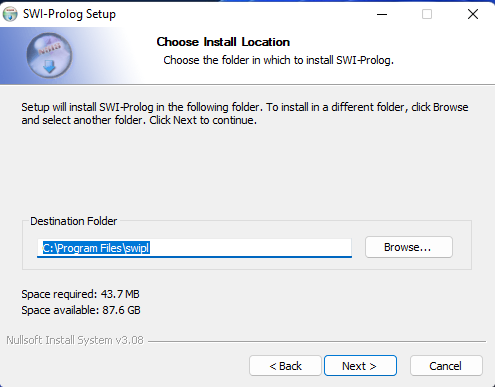 SWI-Prolog Setup
Choose Install Location
Choose the folder in which to install SWI-Prolog.
Setup will install SWI-Prolog in the following folder. To install in a different folder, click Browse
and select another folder. Click Next to continue.
Destination Folder
C:\Program Files\swipl
Browse...
Space required: 43.7 MB
Space available: 87.6 GB
Nullsoft Install System v3.08
< Back
Next >
Cancel